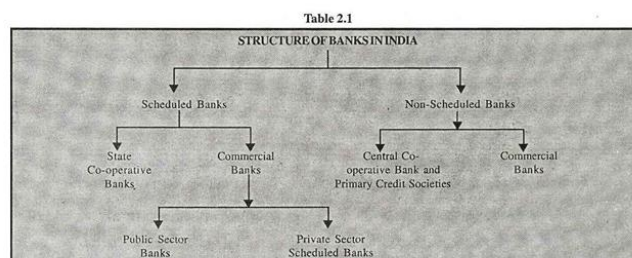 Table 2.1
STRUCTURE OF BANKS IN INDIA
Scheduled Banks
Non-Scheduled Banks
State
Co-operative
Banks
Commercial
Banks
Central Co-
operative Bank and
Primary Credit Societies
Commercial
Banks
Public Sector
Banks
Private Sector
Scheduled Banks